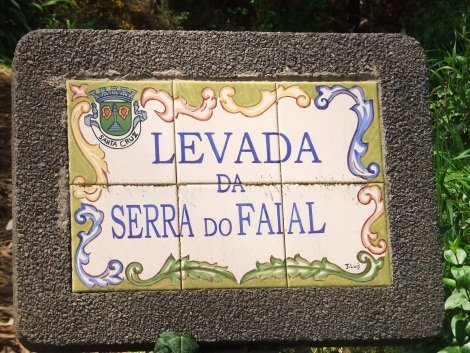 SANTA CRUZ
LEVADA
DA
SERRA DO FAIAL